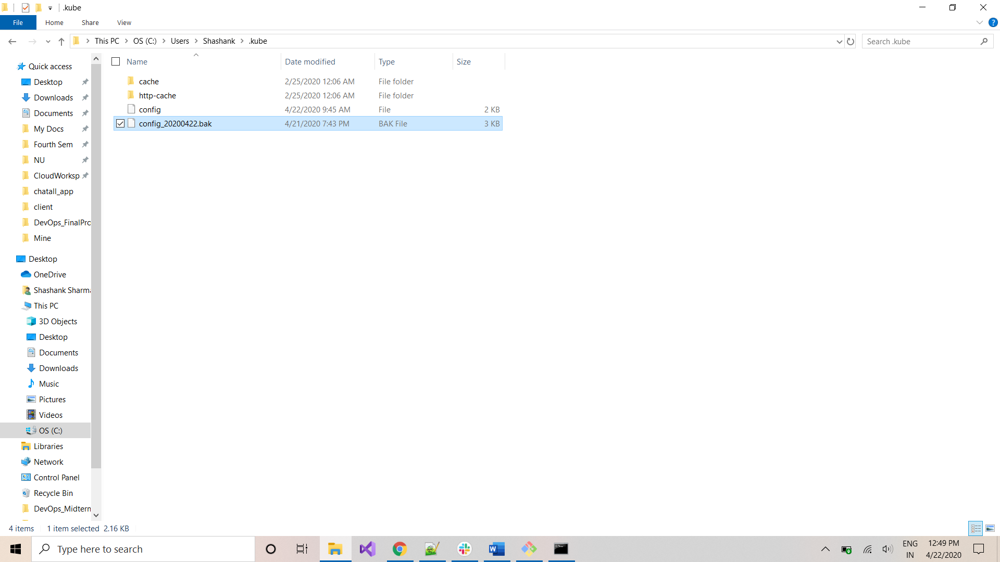 .kube
File Home Share View
This PC OS (C:) Users Shashank .kube
Search .kube
Name Date modified Type Size
cache 2/25/2020 12:06 AM File folder
http-cache 2/25/2020 12:06 AM File folder
config 4/22/2020 9:45 AM File 2 KB
config_20200422.bak 4/21/2020 7:43 PM BAK File 3 KB
Quick access
Desktop
Downloads
Documents
My Docs
Fourth Sem
NU
CloudWorksp
chatall_app
client
DevOps_FinalPro
Mine
Desktop
OneDrive
Shashank Sharma
This PC
3D Objects
Desktop
Documents
Downloads
Music
Pictures
Videos
OS (C:)
Libraries
Network
Control Panel
Recycle Bin
DevOps_Midterm
4 items 1 item selected 2.16 KB
Type here to search
ENG
IN
12:49 PM
4/22/2020